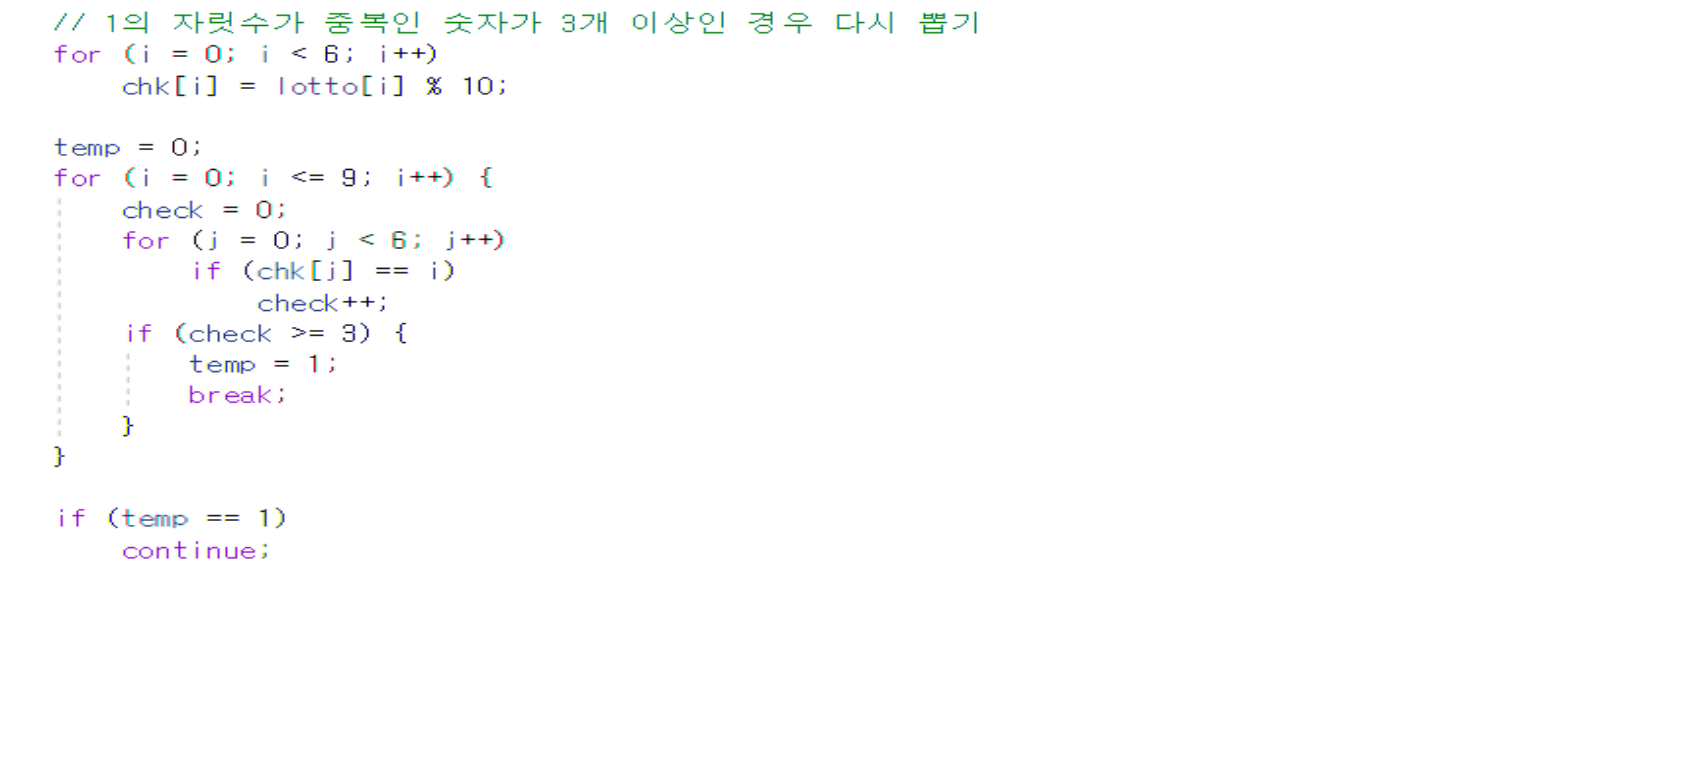 // 1의 자릿수가 중복인 숫자가 3개 이상인 경우 다시 뽑기
for (i = 0; i < 6; i++)
    chk[i] = lotto[i] % 10;

temp = 0;
for (i = 0; i <= 9; i++) {
    check = 0;
    for (j = 0; j < 6; j++)
        if (chk[j] == i)
            check++;
    if (check >= 3) {
        temp = 1;
        break;
    }
}

if (temp == 1)
    continue;